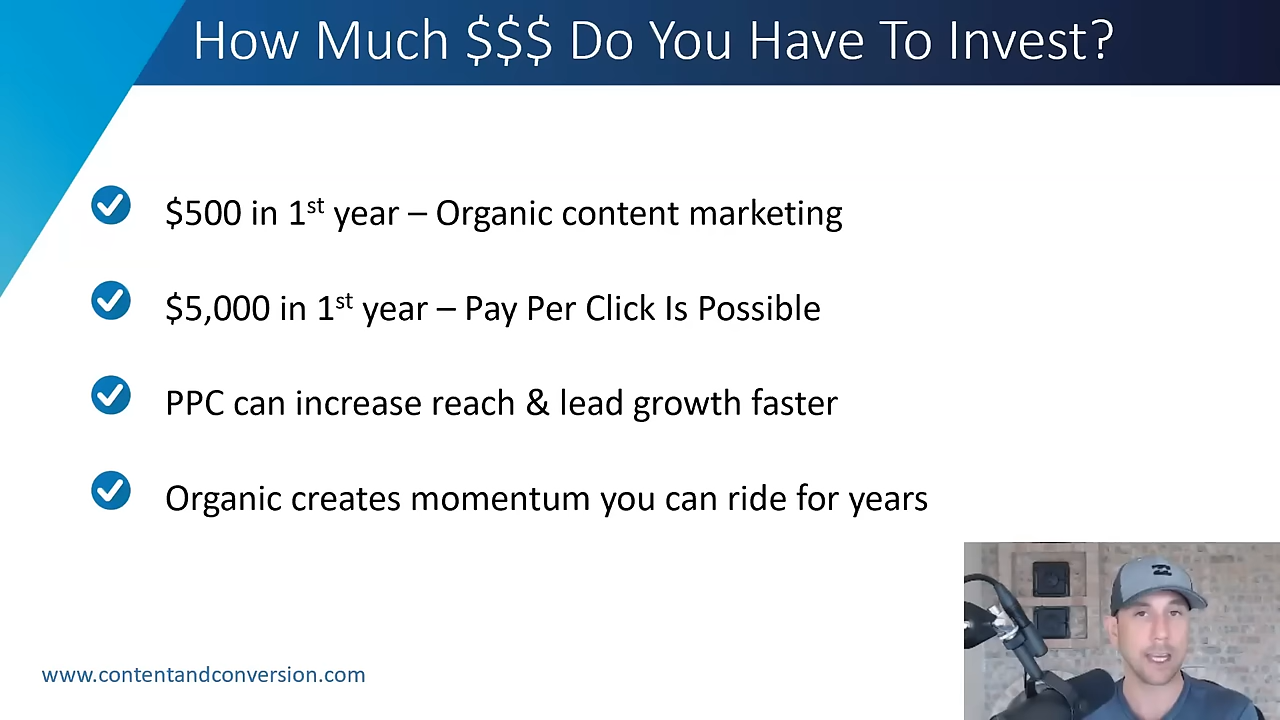 How Much $$$ Do You Have To Invest?
$500 in 1st year – Organic content marketing
$5,000 in 1st year – Pay Per Click Is Possible
PPC can increase reach & lead growth faster
Organic creates momentum you can ride for years
www.contentandconversion.com